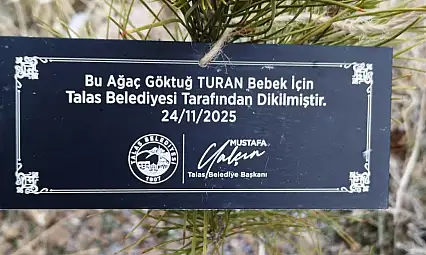 Bu Ağaç Göktuğ TURAN Bebek İçin
Talas Belediyesi Tarafından Dikilmiştir.
24/11/2025
TALAS BELEDİYESİ
1907
MUSTAFA
Yalçın
Talas Belediye Başkanı